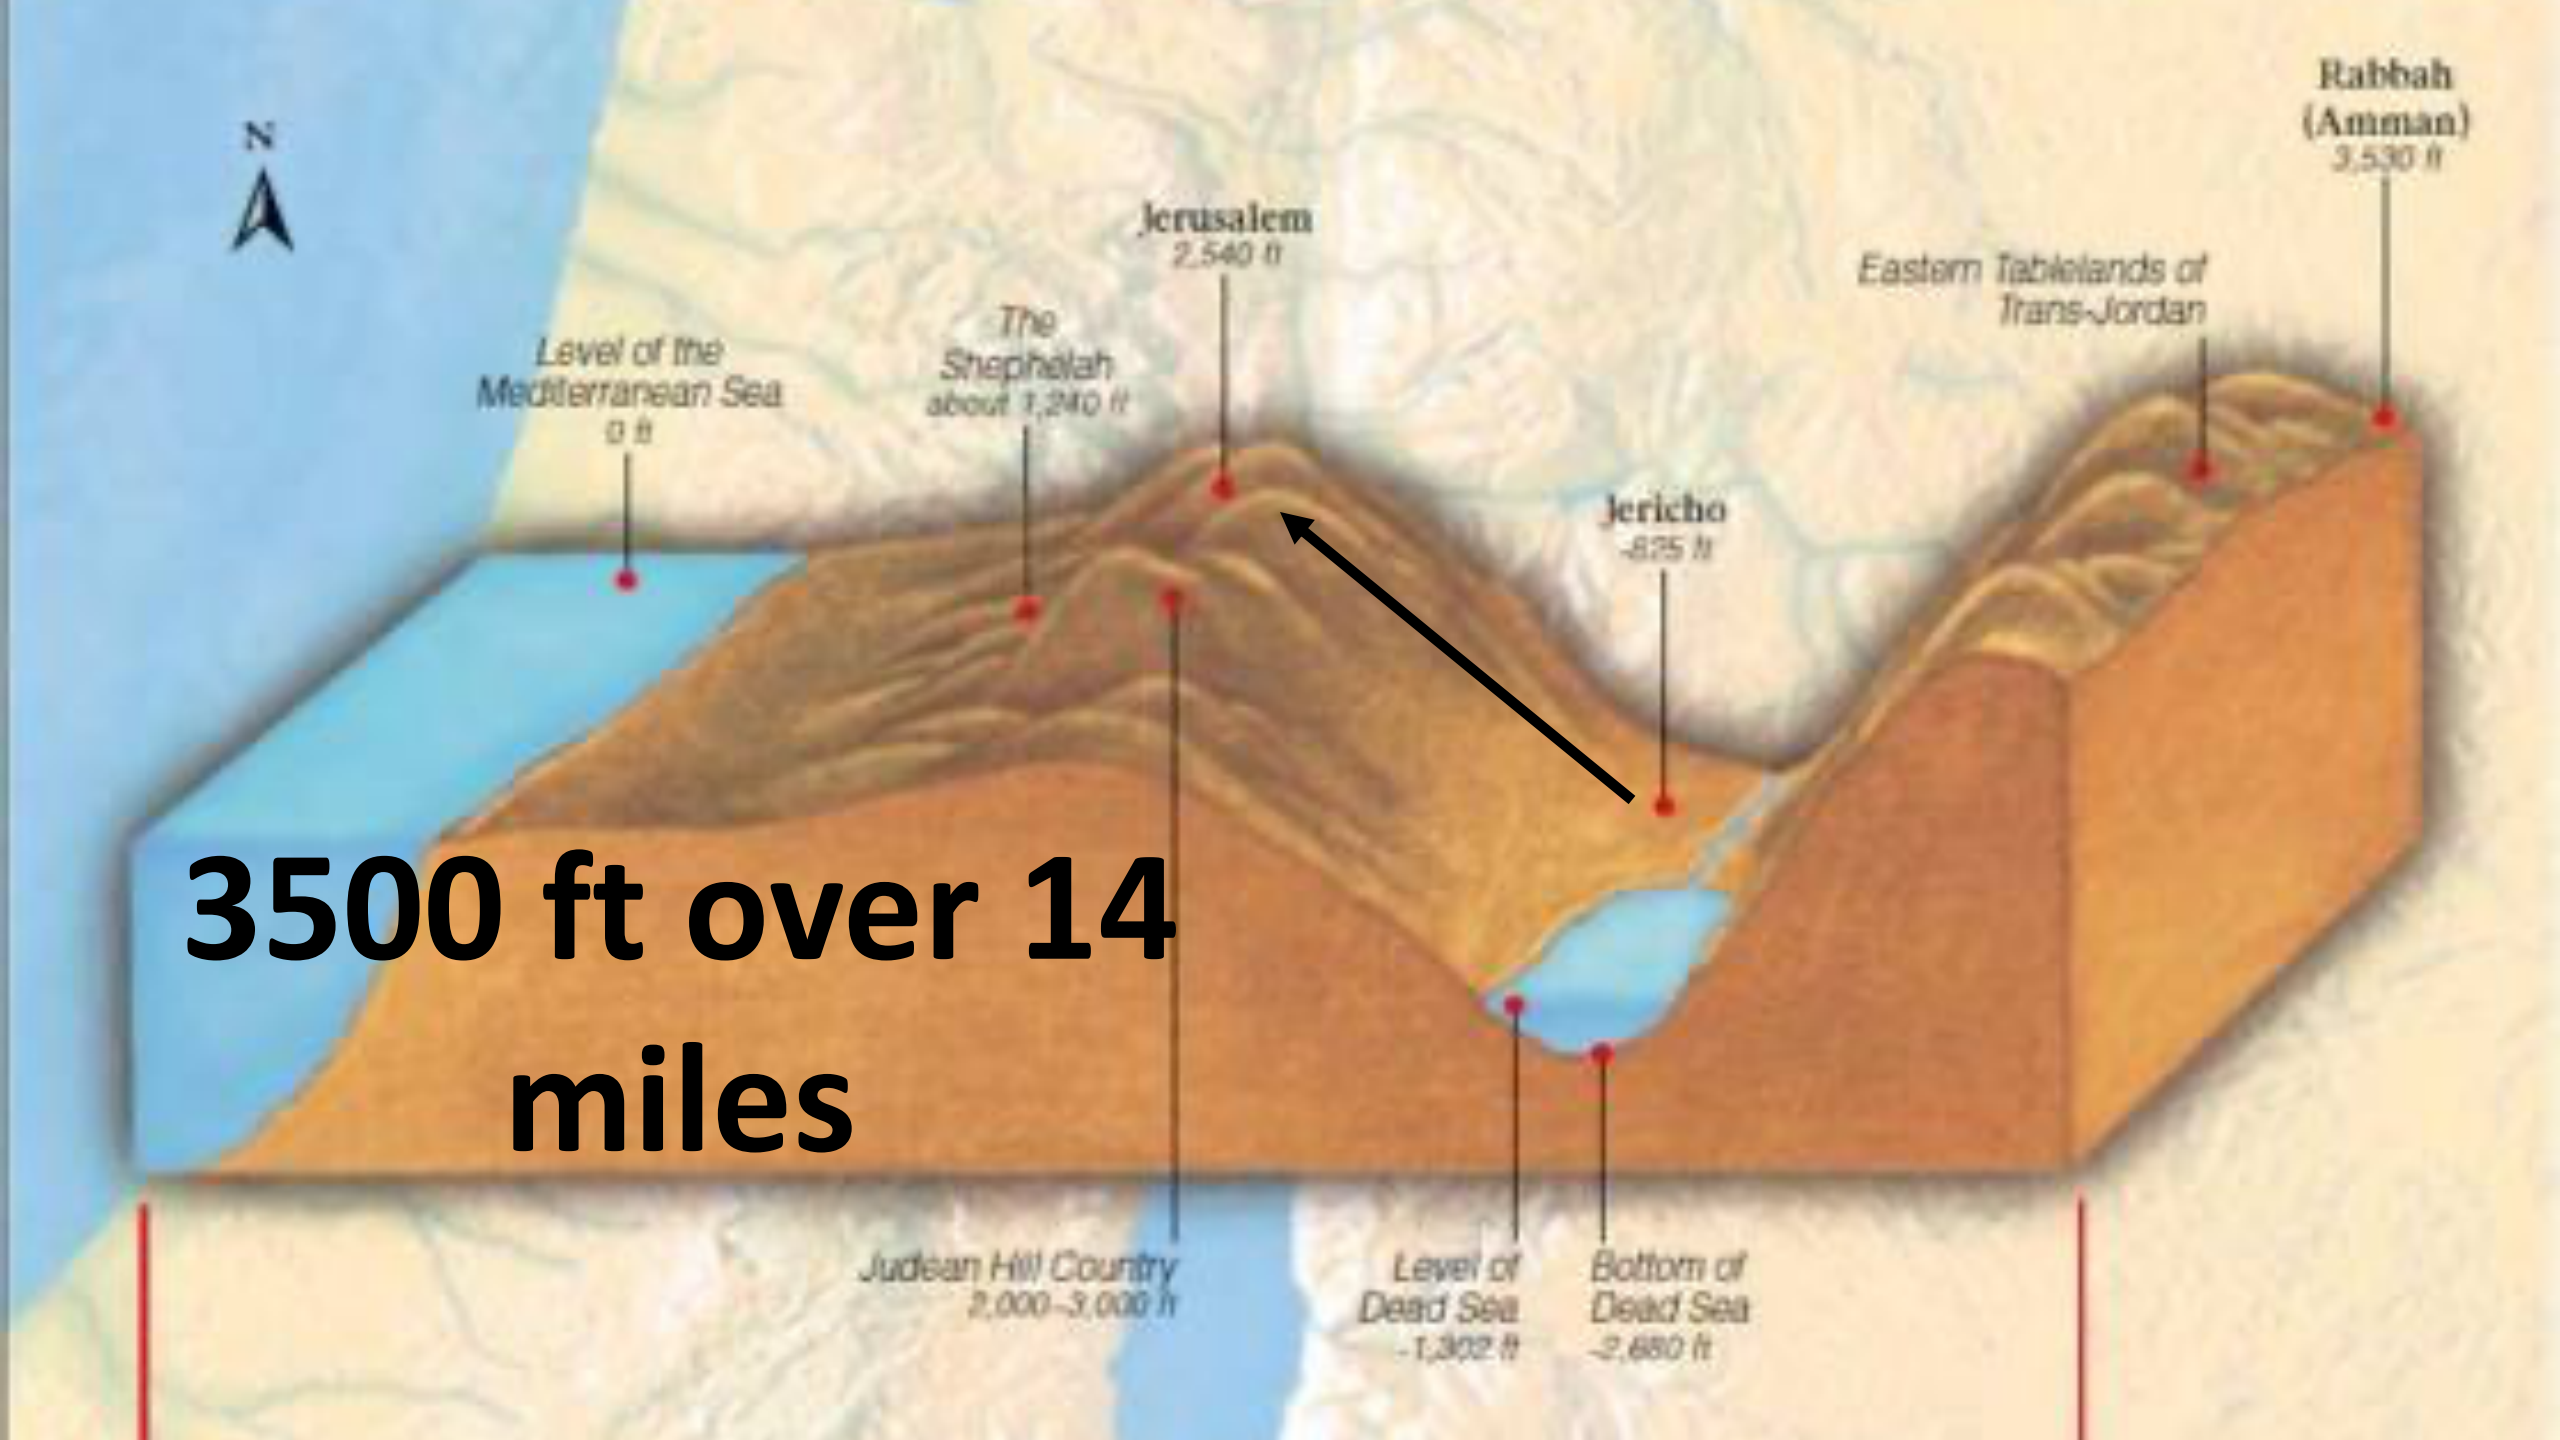 Rabbah
(Amman)
3,530 ft
N
Jerusalem
2,540 ft
Eastern Tablelands of
Trans-Jordan
The
Shephelah
about 1,240 ft
Level of the
Mediterranean Sea
0 ft
Jericho
-825 ft
3500 ft over 14
miles
Judean Hill Country
2,000-3,000 ft
Level of
Dead Sea
-1,302 ft
Bottom of
Dead Sea
-2,680 ft